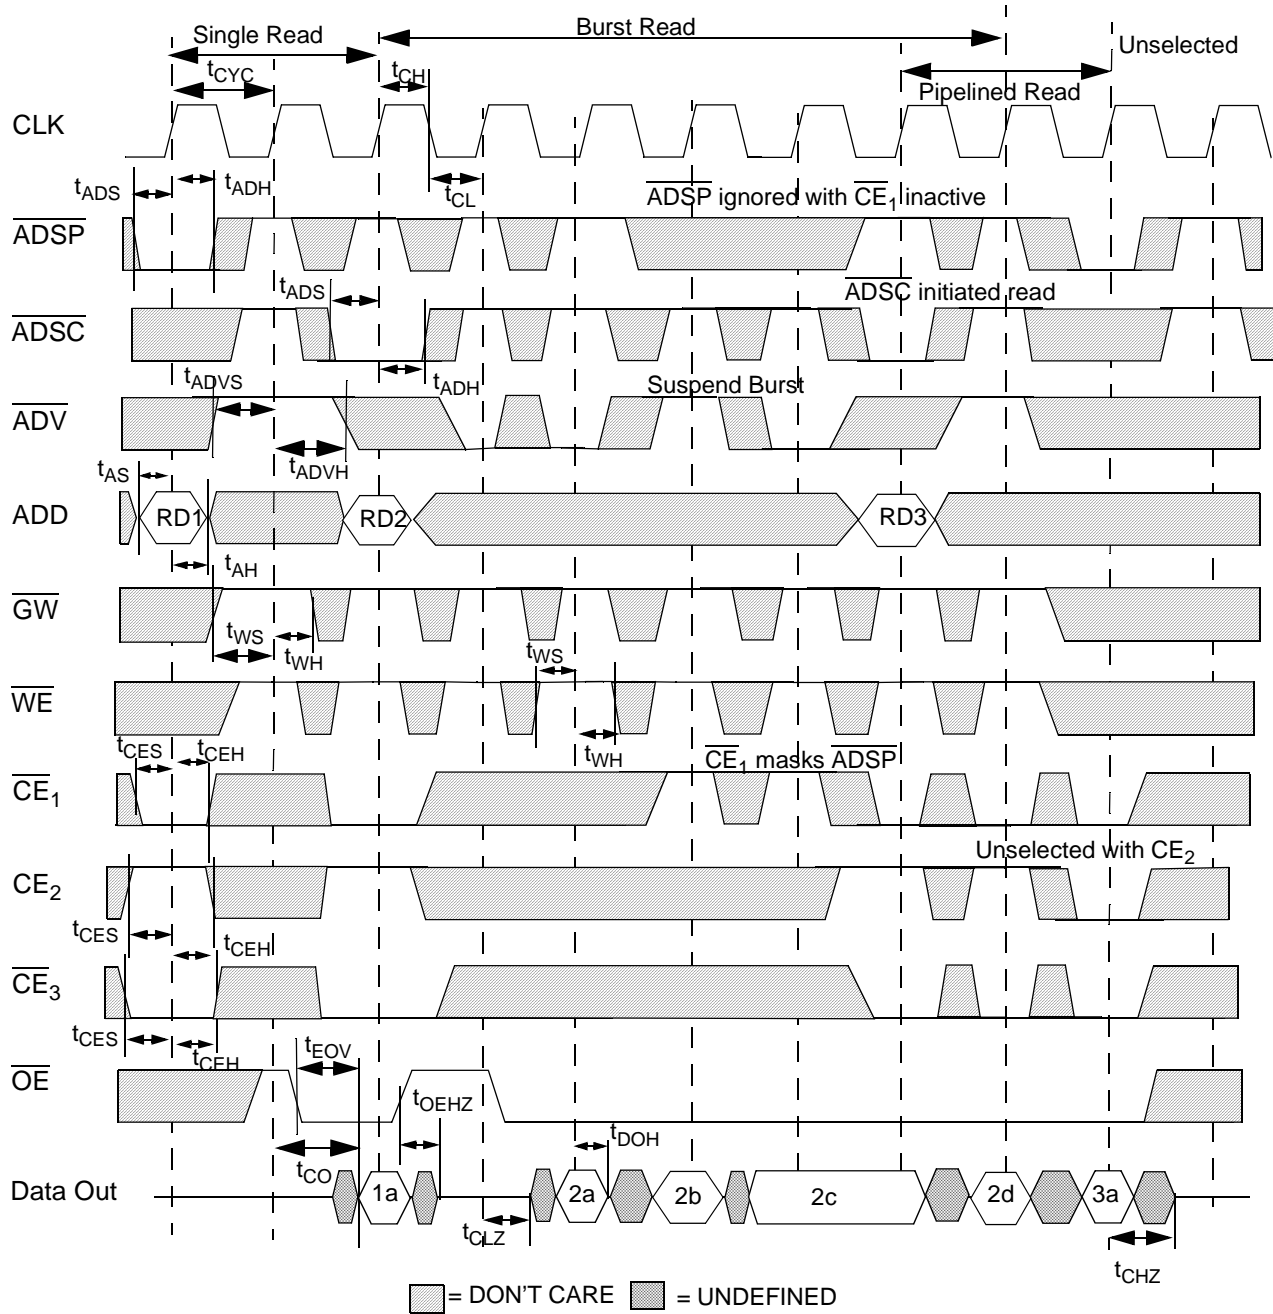 Single Read
Burst Read
Unselected
tCYC
tCH
Pipelined Read
CLK
tADS
tADH
tCL
ADSP ignored with CE1 inactive
ADSP
tADS
ADSC initiated read
ADSC
tADVS
tADH
Suspend Burst
ADV
tAS
tADVH
ADD
RD1
RD2
RD3
tAH
GW
tWS
tWH
tWS
WE
tCES
tCEH
tWH
CE1 masks ADSP
CE1
Unselected with CE2
CE2
tCES
tCEH
CE3
tCES
tCEH
tEOV
OE
tOEHZ
tDOH
tCO
Data Out
1a
2a
2b
2c
2d
3a
tCLZ
tCHZ
= DON'T CARE
= UNDEFINED